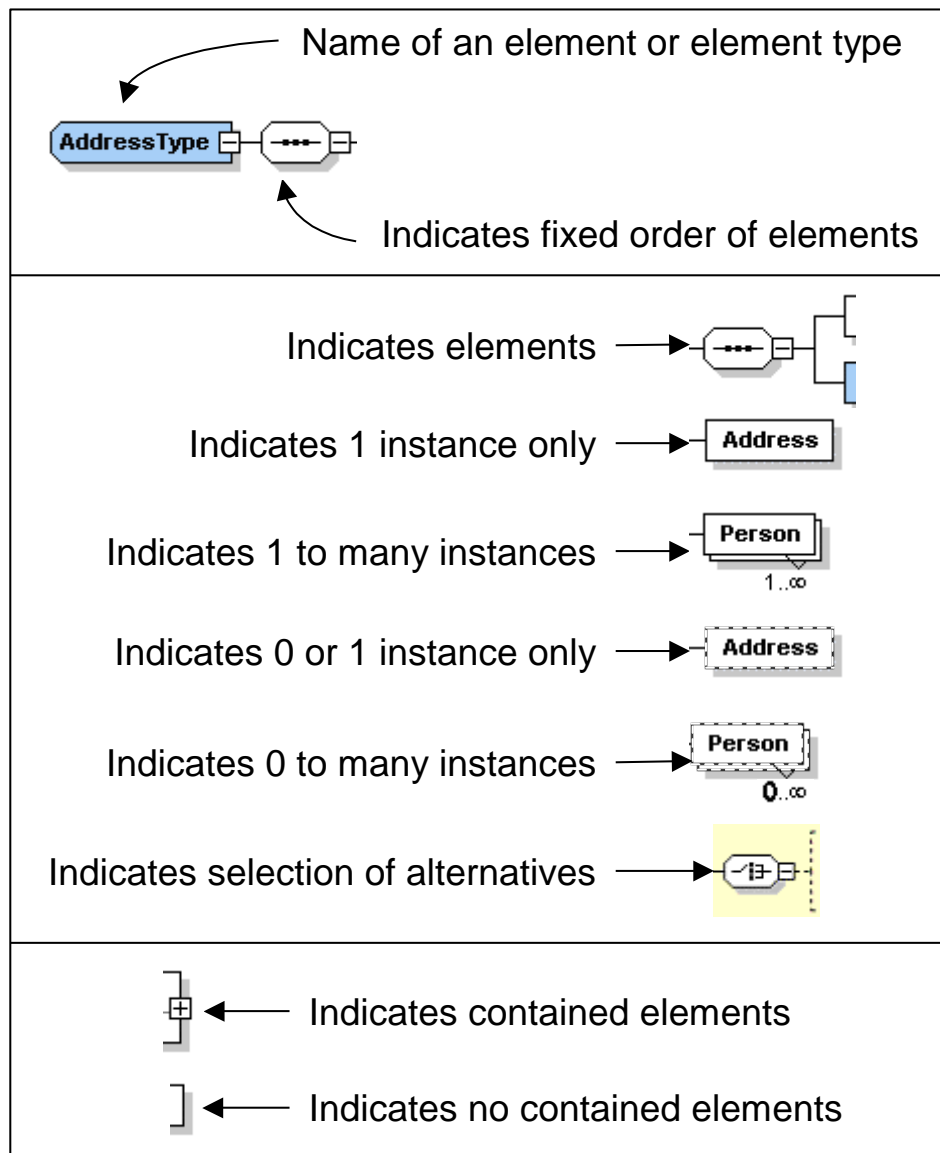 Name of an element or element type
AddressType
Indicates fixed order of elements
Indicates elements
Indicates 1 instance only
Address
Indicates 1 to many instances
Person
1..∞
Indicates 0 or 1 instance only
Address
Indicates 0 to many instances
Person
0..∞
Indicates selection of alternatives
Indicates contained elements
Indicates no contained elements